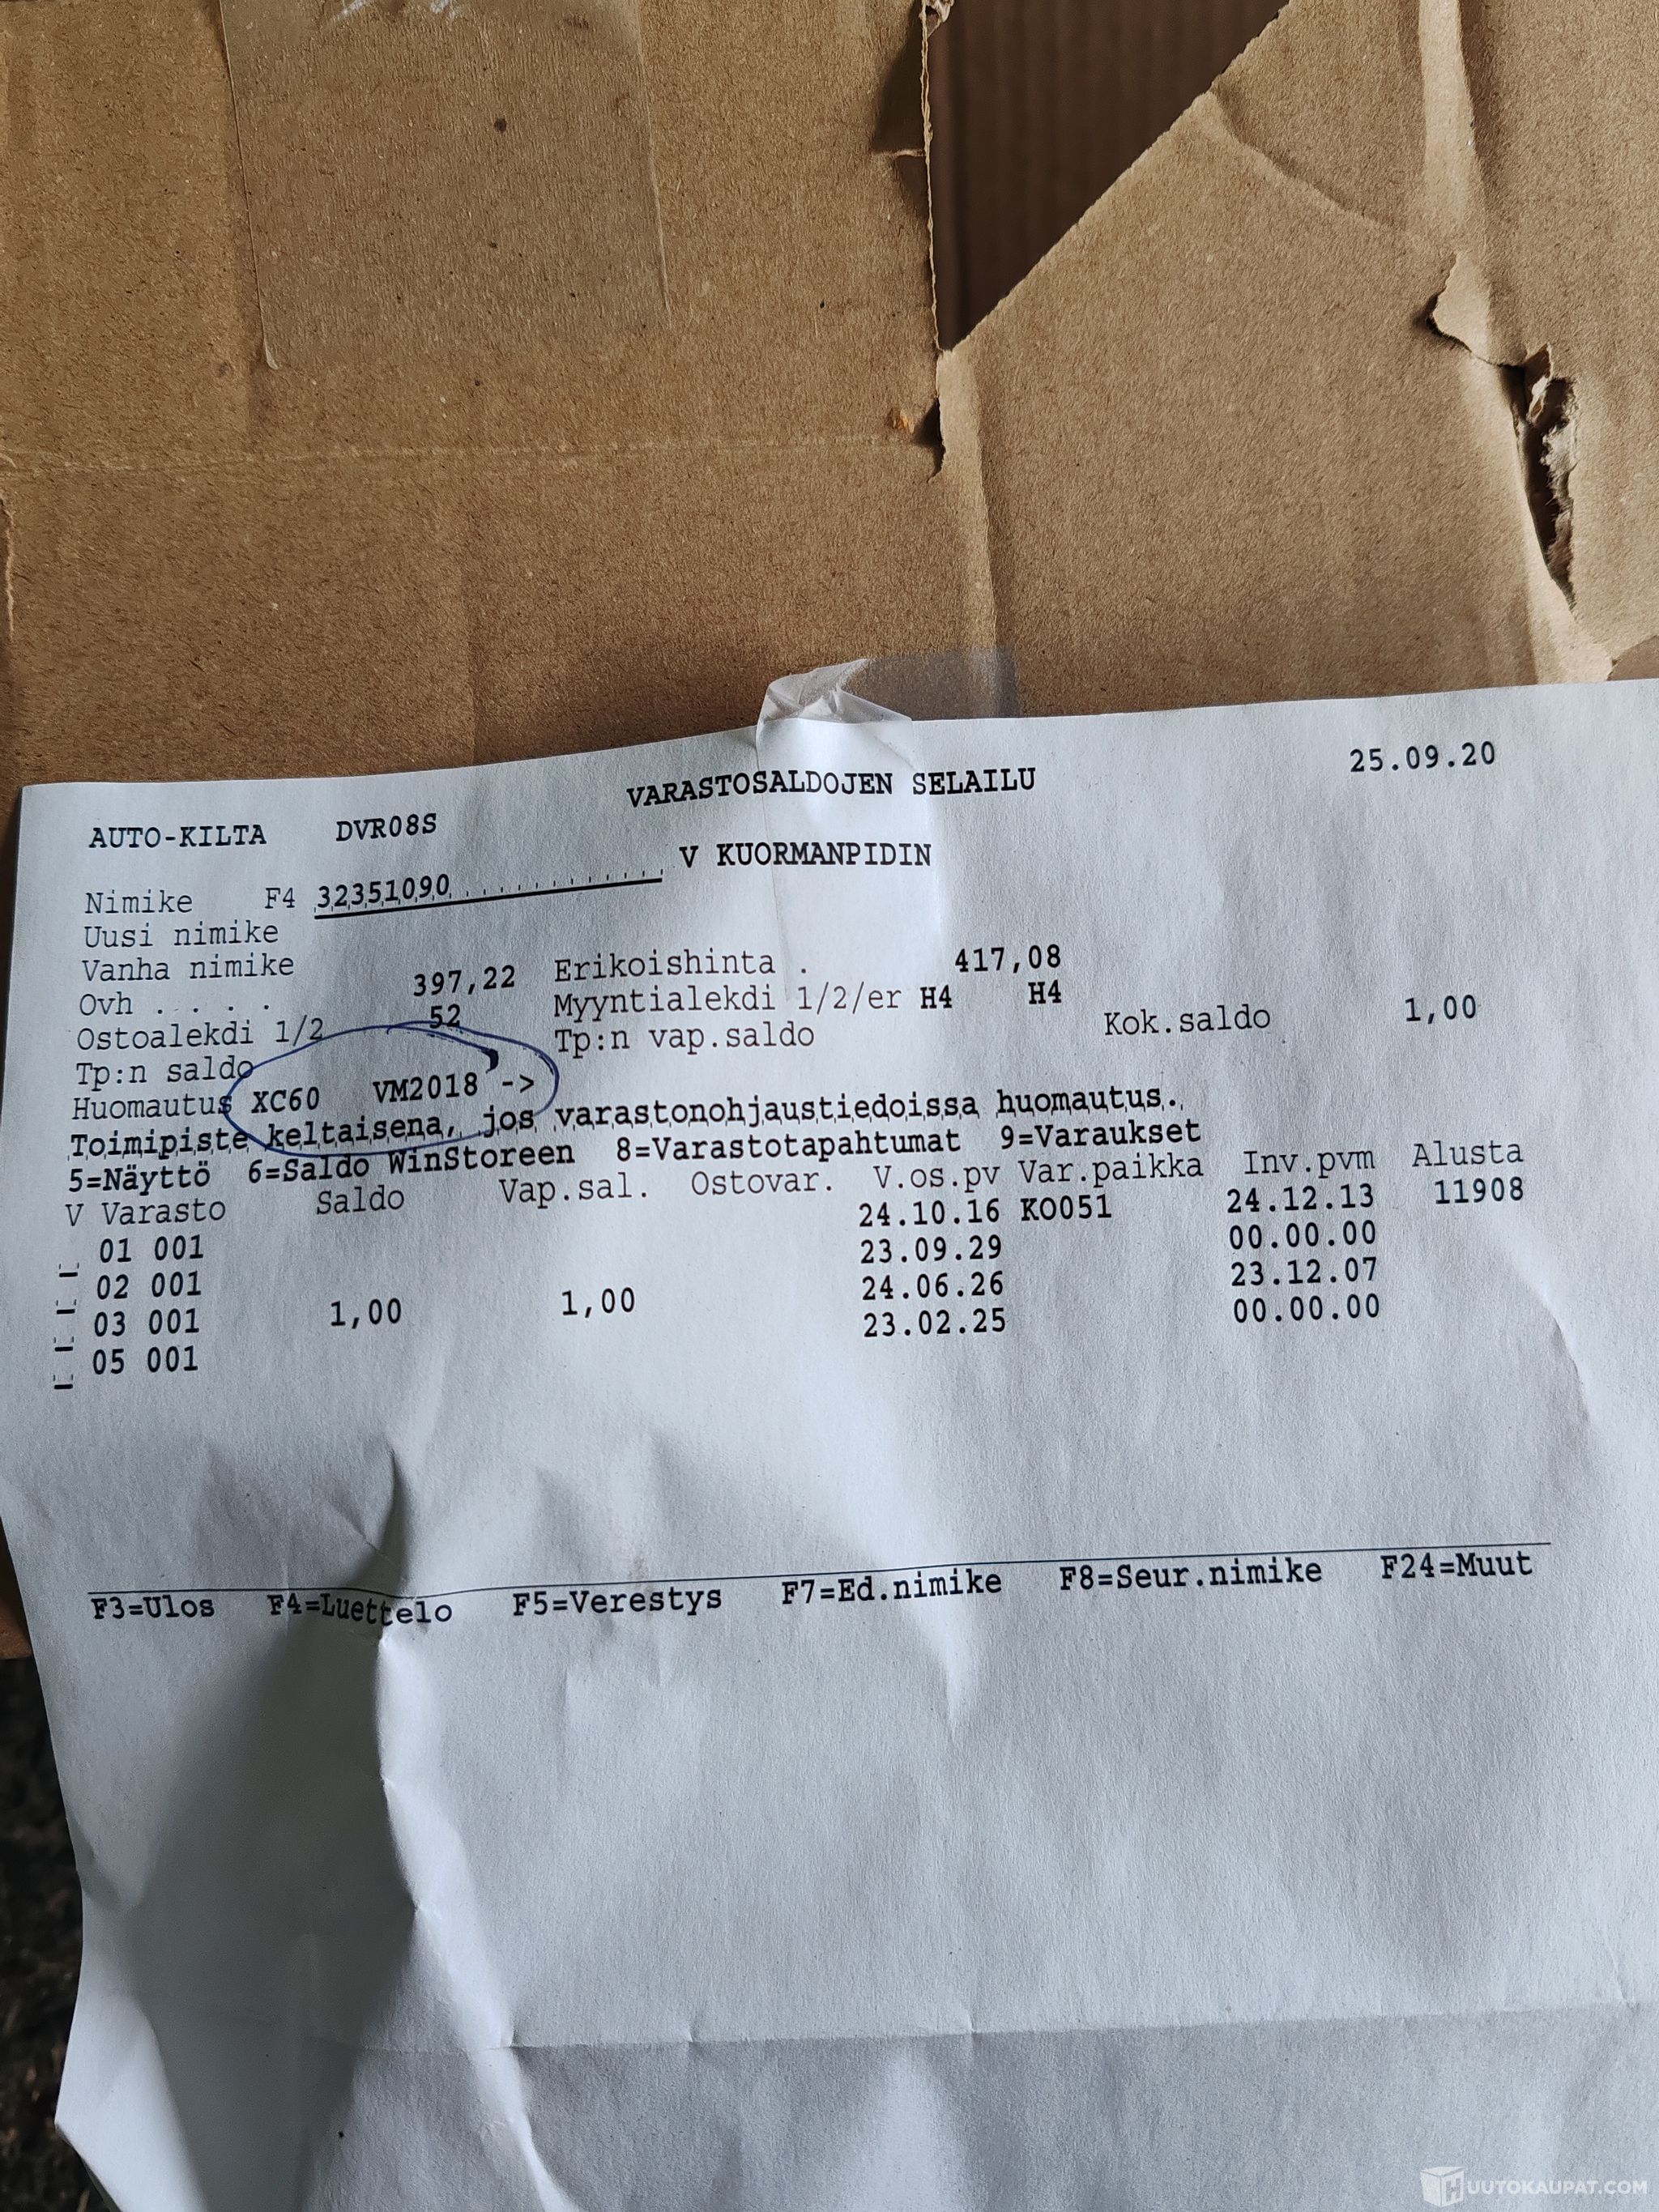 25.09.20
VARASTOSALDOJEN SELAILU
AUTO-KILTA DVR08S
V KUORMANPIDIN
Nimike F4 32351090
Uusi nimike
Vanha nimike
Ovh . . . . 397,22 Erikoishinta . 417,08
Ostoalekdi 1/2 52 Myyntialekdi 1/2/er H4 H4
Tp:n saldo Tp:n vap.saldo Kok.saldo 1,00
Huomautus XC60 VM2018 ->
Toimipiste keltaisena, jos varastonohjaustiedoissa huomautus.
5=Näyttö 6=Saldo WinStoreen 8=Varastotapahtumat 9=Varaukset
V Varasto Saldo Vap.sal. Ostovar. V.os.pv Var.paikka Inv.pvm Alusta
_ 01 001 24.10.16 KO051 24.12.13 11908
_ 02 001 23.09.29 00.00.00
_ 03 001 1,00 1,00 24.06.26 23.12.07
_ 05 001 23.02.25 00.00.00
F3=Ulos F4=Luettelo F5=Verestys F7=Ed.nimike F8=Seur.nimike F24=Muut
HUUTOKAUPAT.COM